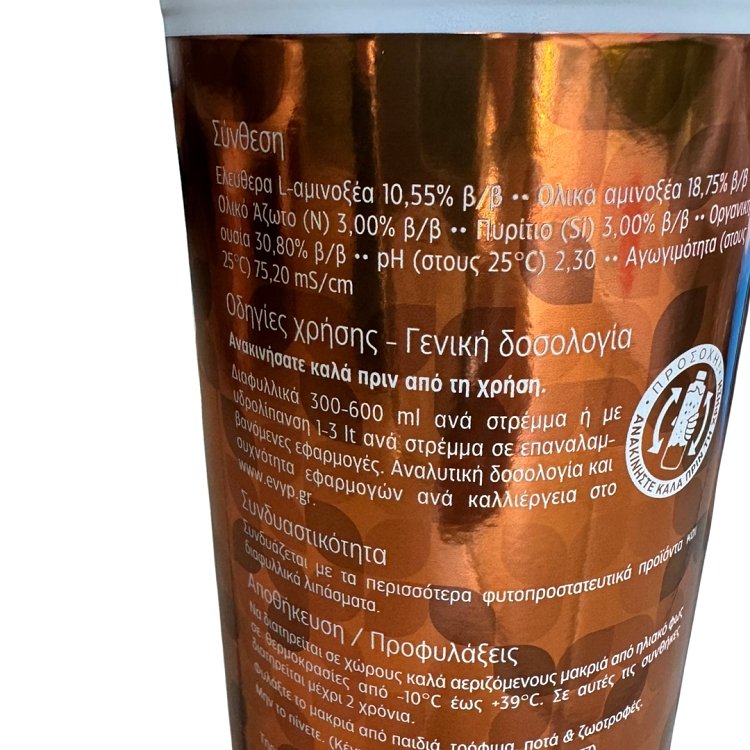 Σύνθεση
Ελεύθερα L-αμινοξέα 10,55% β/β •• Ολικά αμινοξέα 18,75% β/β
Ολικό Άζωτο (N) 3,00% β/β •• Πυρίτιο (Si) 3,00% β/β ••
ουσία 30,80% β/β •• pH (στους 25°C) 2,30 •• Αγωγιμότητα (στους
25°C) 75,20 mS/cm
Οδηγίες χρήσης – Γενική δοσολογία
Ανακινήσατε καλά πριν από τη χρήση.
Διαφυλλικά 300-600 ml ανά στρέμμα ή με
υδρολίπανση 1-3 lt ανά στρέμμα σε επαναλαμ-
βανόμενες εφαρμογές. Αναλυτική δοσολογία και
συχνότητα εφαρμογών ανά καλλιέργεια στο
www.evyp.gr.
ΠΡΟΣΟΧΗ!
ΑΝΑΚΙΝΗΣΤΕ ΚΑΛΑ ΠΡΙΝ
Συνδυαστικότητα
Συνδυάζεται με τα περισσότερα φυτοπροστατευτικά προϊόντα και
διαφυλλικά λιπάσματα.
Αποθήκευση / Προφυλάξεις
Να διατηρείται σε χώρους καλά αεριζόμενους μακριά από ηλιακό φως
σε θερμοκρασίες από -10°C έως +39°C. Σε αυτές τις συνθήκες
διατηρείται μέχρι 2 χρόνια.
Φυλάξτε το μακριά από παιδιά, τρόφιμα, ποτά & ζωοτροφές.
Μην το πίνετε.